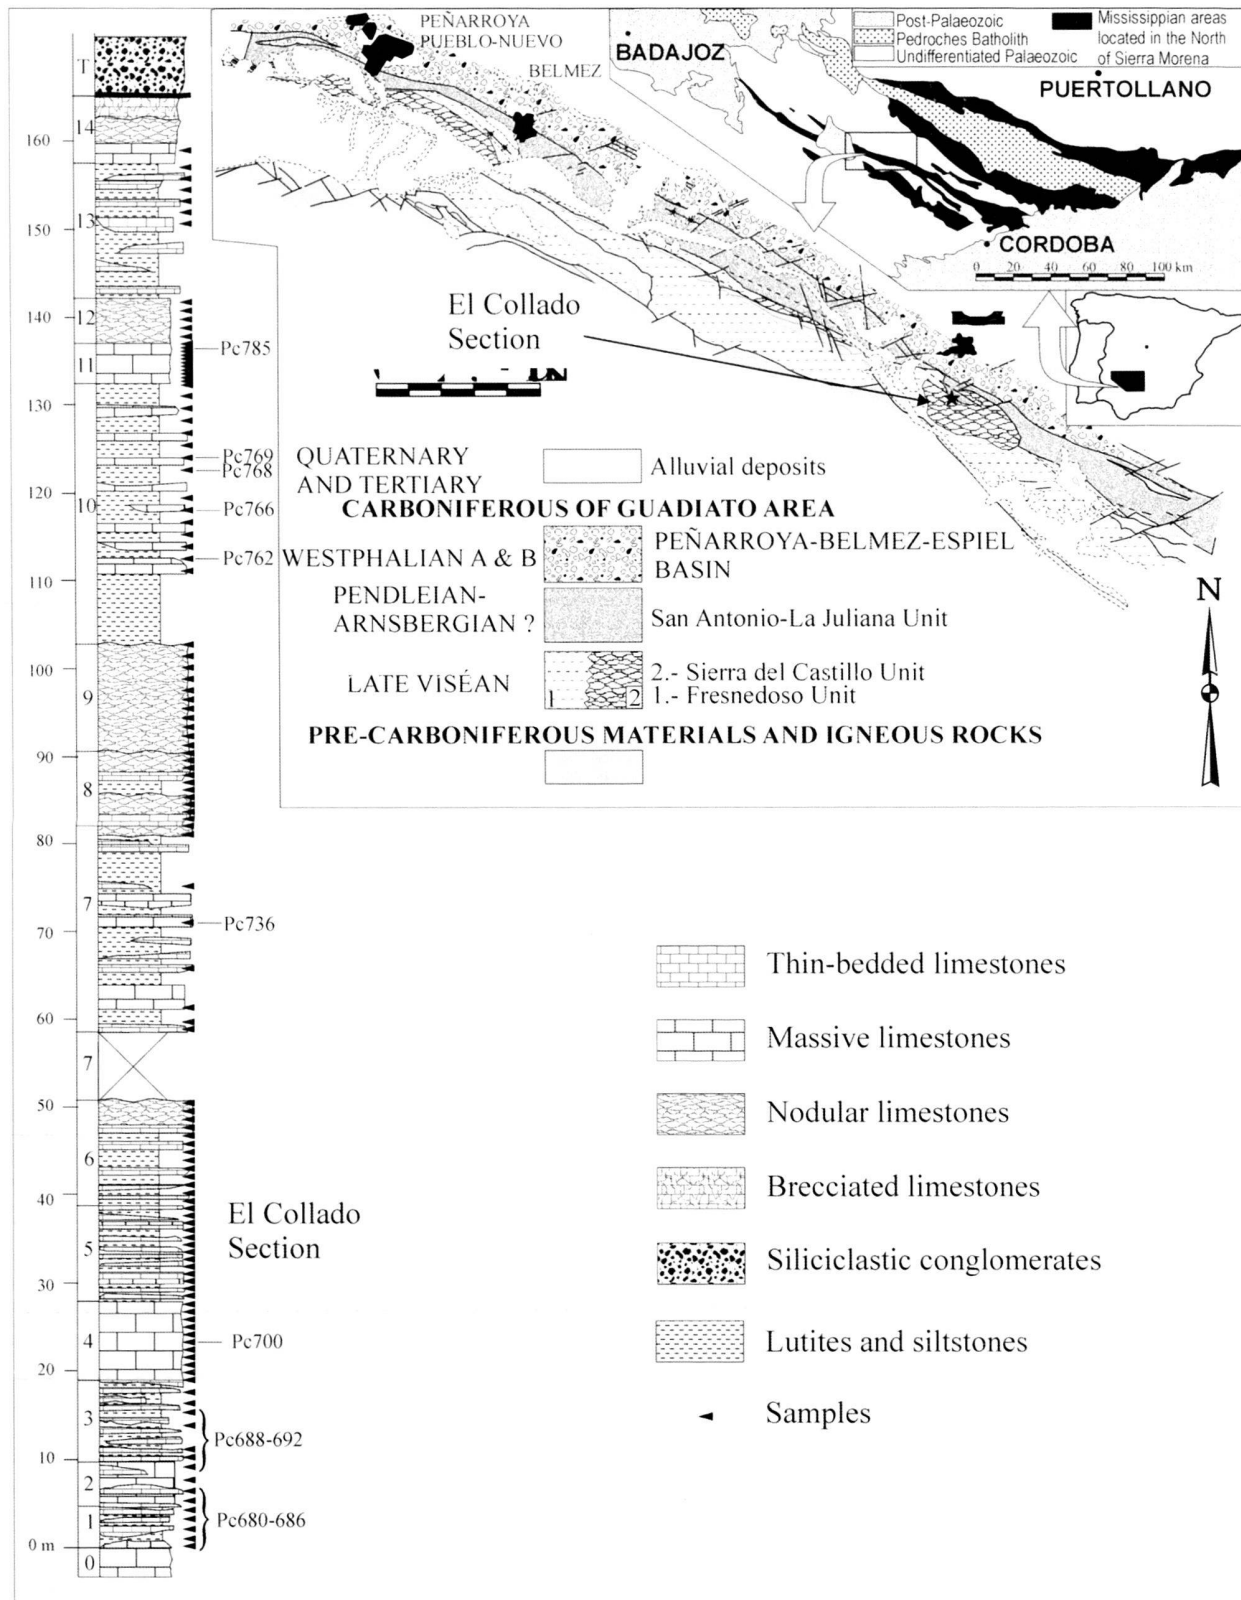 PEÑARROYA
PUEBLO-NUEVO
BELMEZ
BADAJOZ
Post-Palaeozoic
Pedroches Batholith
Undifferentiated Palaeozoic
Mississippian areas
located in the North
of Sierra Morena
PUERTOLLANO
CORDOBA
0 20 40 60 80 100 km
El Collado
Section
QUATERNARY
AND TERTIARY
Alluvial deposits
CARBONIFEROUS OF GUADIATO AREA
WESTPHALIAN A & B
PEÑARROYA-BELMEZ-ESPIEL
BASIN
PENDLEIAN-
ARNSBERGIAN ?
San Antonio-La Juliana Unit
LATE VISÉAN
1 2
2.- Sierra del Castillo Unit
1.- Fresnedoso Unit
PRE-CARBONIFEROUS MATERIALS AND IGNEOUS ROCKS
N
T
14
160
13
150
140
12
Pc785
11
130
Pc769
Pc768
120
10
Pc766
Pc762
110
100
9
90
8
80
7
Pc736
70
60
7
50
6
40
El Collado
Section
5
30
4
Pc700
20
3
Pc688-692
10
2
Pc680-686
1
0 m
0
Thin-bedded limestones
Massive limestones
Nodular limestones
Brecciated limestones
Siliciclastic conglomerates
Lutites and siltstones
Samples